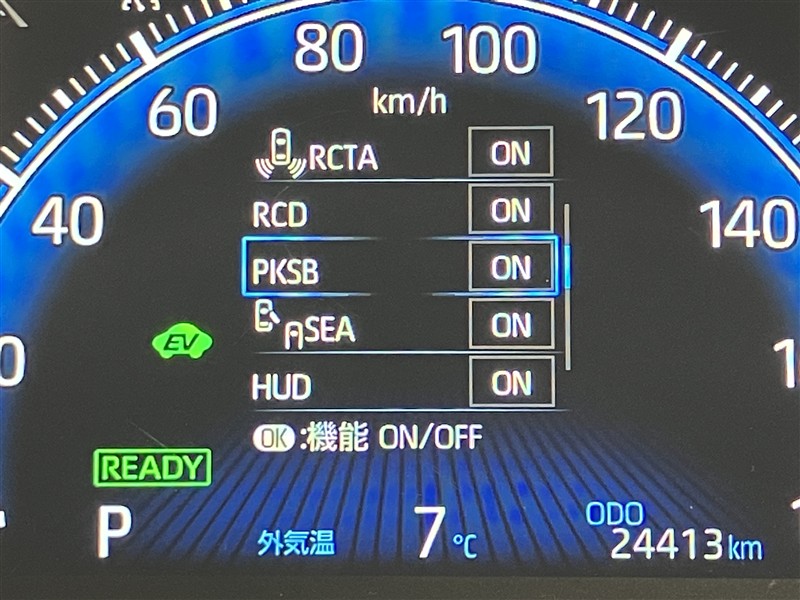 80 100
km/h
60 120
RCTA ON
40 RCD ON 140
PKSB ON
SEA ON
EV
HUD ON
OK:機能 ON/OFF
READY
P 外気温 7℃ ODO 24413km